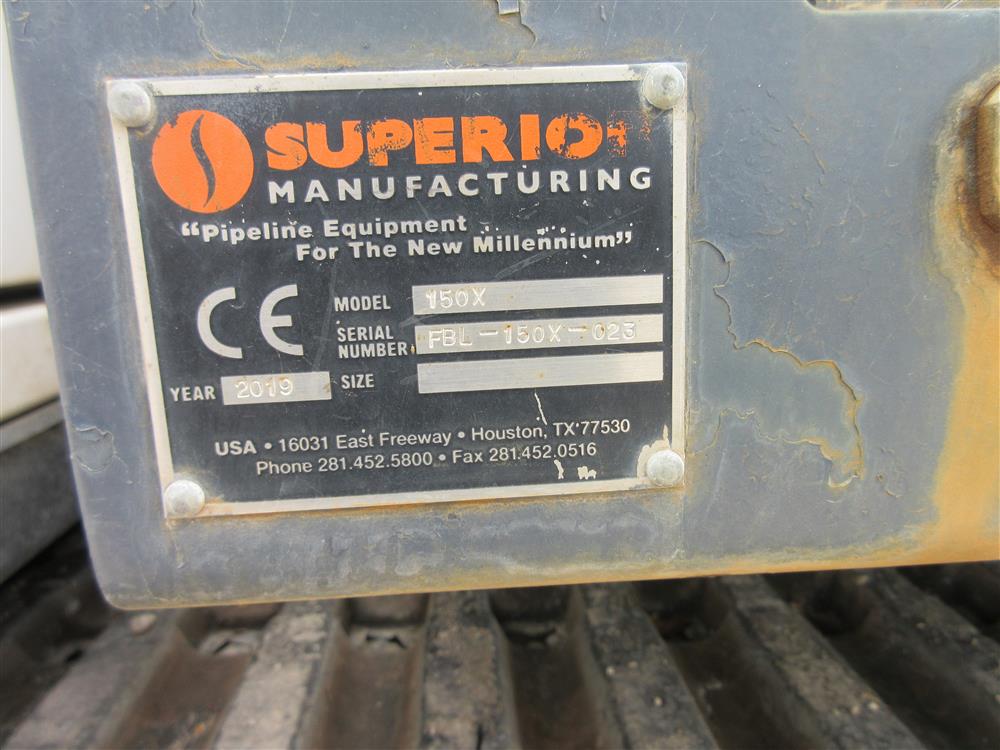 SUPERIOR
MANUFACTURING
“Pipeline Equipment
For The New Millennium”
CE
MODEL 150X
SERIAL NUMBER FBL-150X-023
YEAR 2019 SIZE
USA • 16031 East Freeway • Houston, TX 77530
Phone 281.452.5800 • Fax 281.452.0516